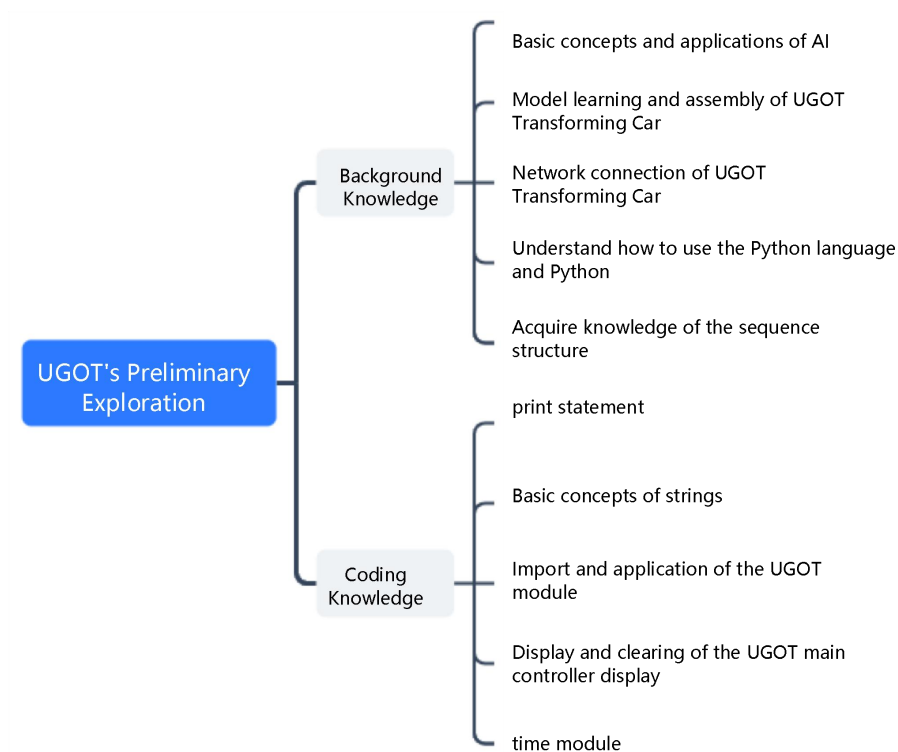 Basic concepts and applications of AI
Model learning and assembly of UGOT
Transforming Car
Background
Knowledge
Network connection of UGOT
Transforming Car
Understand how to use the Python language
and Python
Acquire knowledge of the sequence
structure
UGOT's Preliminary
Exploration
print statement
Basic concepts of strings
Coding
Knowledge
Import and application of the UGOT
module
Display and clearing of the UGOT main
controller display
time module